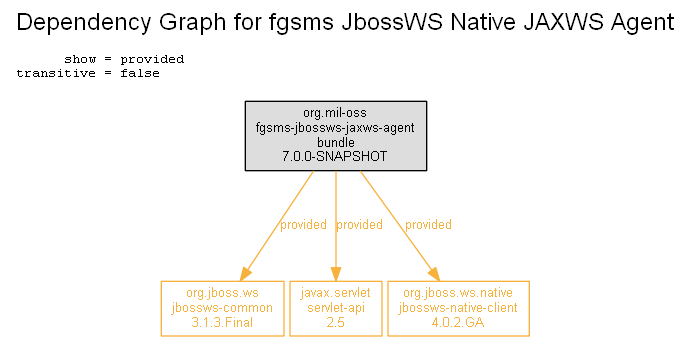 Dependency Graph for fgsms JbossWS Native JAXWS Agent
show = provided
transitive = false
org.mil-oss
fgsms-jbossws-jaxws-agent
bundle
7.0.0-SNAPSHOT
provided provided provided
org.jboss.ws
jbossws-common
3.1.3.Final
javax.servlet
servlet-api
2.5
org.jboss.ws.native
jbossws-native-client
4.0.2.GA